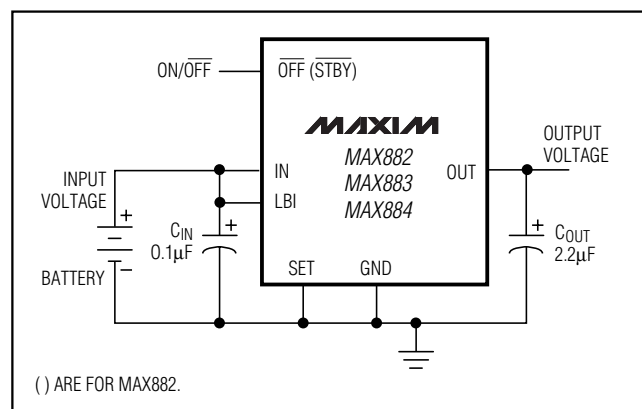 ON/OFF
OFF (STBY)
MAXIM
MAX882
MAX883
MAX884
IN
LBI
OUT
SET
GND
OUTPUT
VOLTAGE
INPUT
VOLTAGE
+
−
BATTERY
CIN
0.1µF
+
COUT
2.2µF
+
( ) ARE FOR MAX882.